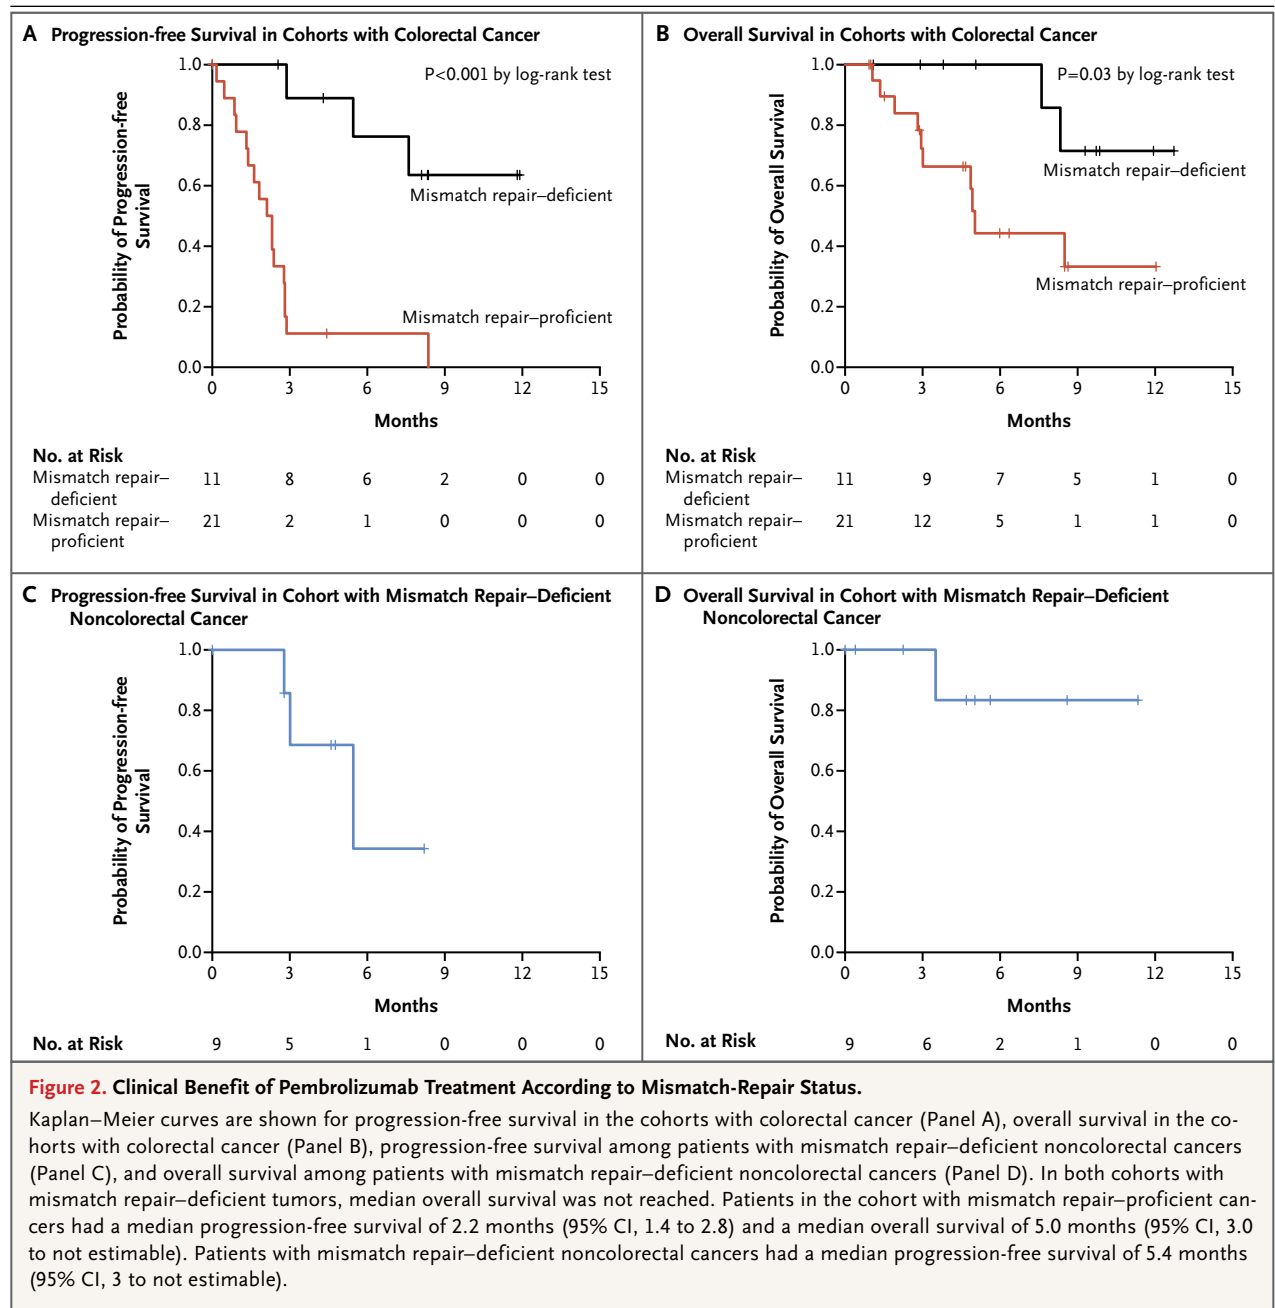 A Progression-free Survival in Cohorts with Colorectal Cancer
P<0.001 by log-rank test
Probability of Progression-free
Survival
1.0
0.8
0.6
0.4
0.2
0.0
Mismatch repair–deficient
Mismatch repair–proficient
0 3 6 9 12 15
Months
No. at Risk
Mismatch repair– 11 8 6 2 0 0
deficient
Mismatch repair– 21 2 1 0 0 0
proficient
B Overall Survival in Cohorts with Colorectal Cancer
P=0.03 by log-rank test
Probability of Overall Survival
1.0
0.8
0.6
0.4
0.2
0.0
Mismatch repair–deficient
Mismatch repair–proficient
0 3 6 9 12 15
Months
No. at Risk
Mismatch repair– 11 9 7 5 1 0
deficient
Mismatch repair– 21 12 5 1 1 0
proficient
C Progression-free Survival in Cohort with Mismatch Repair–Deficient
Noncolorectal Cancer
Probability of Progression-free
Survival
1.0
0.8
0.6
0.4
0.2
0.0
0 3 6 9 12 15
Months
No. at Risk 9 5 1 0 0 0
D Overall Survival in Cohort with Mismatch Repair–Deficient
Noncolorectal Cancer
Probability of Overall Survival
1.0
0.8
0.6
0.4
0.2
0.0
0 3 6 9 12 15
Months
No. at Risk 9 6 2 1 0 0
Figure 2. Clinical Benefit of Pembrolizumab Treatment According to Mismatch-Repair Status.
Kaplan–Meier curves are shown for progression-free survival in the cohorts with colorectal cancer (Panel A), overall survival in the co-
horts with colorectal cancer (Panel B), progression-free survival among patients with mismatch repair–deficient noncolorectal cancers
(Panel C), and overall survival among patients with mismatch repair–deficient noncolorectal cancers (Panel D). In both cohorts with
mismatch repair–deficient tumors, median overall survival was not reached. Patients in the cohort with mismatch repair–proficient can-
cers had a median progression-free survival of 2.2 months (95% CI, 1.4 to 2.8) and a median overall survival of 5.0 months (95% CI, 3.0
to not estimable). Patients with mismatch repair–deficient noncolorectal cancers had a median progression-free survival of 5.4 months
(95% CI, 3 to not estimable).